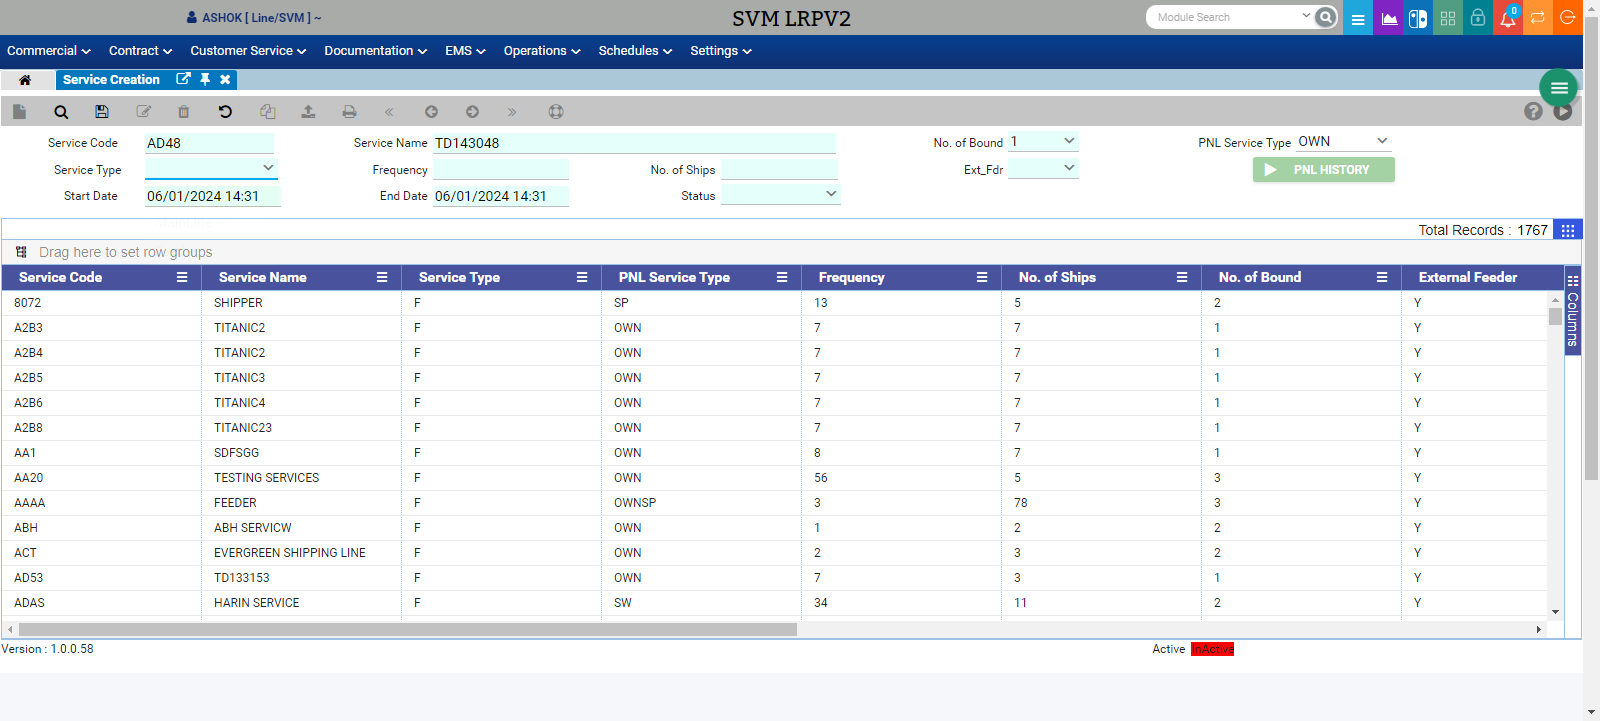 ASHOK [ Line/SVM ] ~ SVM LRPV2 Module Search 0
Commercial Contract Customer Service Documentation EMS Operations Schedules Settings
Service Creation
Service Code AD48 Service Name TD143048 No. of Bound 1 PNL Service Type OWN
Service Type Frequency No. of Ships Ext_Fdr PNL HISTORY
Start Date 06/01/2024 14:31 End Date 06/01/2024 14:31 Status
Total Records : 1767
Drag here to set row groups
Service Code Service Name Service Type PNL Service Type Frequency No. of Ships No. of Bound External Feeder
Columns
8072 SHIPPER F SP 13 5 2 Y
A2B3 TITANIC2 F OWN 7 7 1 Y
A2B4 TITANIC2 F OWN 7 7 1 Y
A2B5 TITANIC3 F OWN 7 7 1 Y
A2B6 TITANIC4 F OWN 7 7 1 Y
A2B8 TITANIC23 F OWN 7 7 1 Y
AA1 SDFSGG F OWN 8 7 1 Y
AA20 TESTING SERVICES F OWN 56 5 3 Y
AAAA FEEDER F OWNSP 3 78 3 Y
ABH ABH SERVICW F OWN 1 2 2 Y
ACT EVERGREEN SHIPPING LINE F OWN 2 3 2 Y
AD53 TD133153 F OWN 7 3 1 Y
ADAS HARIN SERVICE F SW 34 11 2 Y
Version : 1.0.0.58 Active InActive